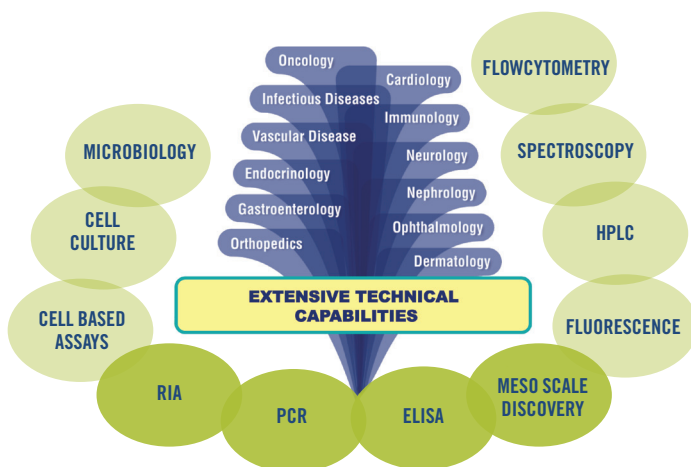 Oncology
Infectious Diseases
Vascular Disease
Endocrinology
Gastroenterology
Orthopedics
Cardiology
Immunology
Neurology
Nephrology
Ophthalmology
Dermatology
EXTENSIVE TECHNICAL
CAPABILITIES
MICROBIOLOGY
CELL
CULTURE
CELL BASED
ASSAYS
RIA
PCR
ELISA
MESO SCALE
DISCOVERY
FLUORESCENCE
HPLC
SPECTROSCOPY
FLOWCYTOMETRY